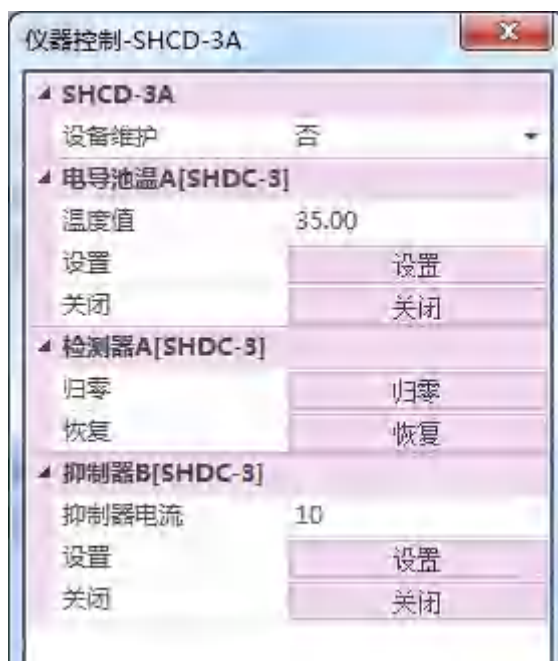 仪器控制-SHCD-3A
SHCD-3A
设备维护 否
电导池温A[SHDC-3]
温度值 35.00
设置 设置
关闭 关闭
检测器A[SHDC-3]
归零 归零
恢复 恢复
抑制器B[SHDC-3]
抑制器电流 10
设置 设置
关闭 关闭